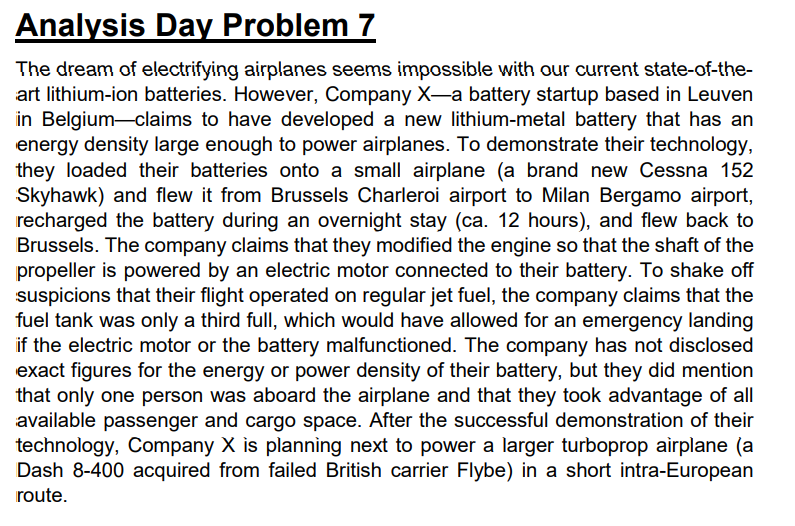 Analysis Day Problem 7
The dream of electrifying airplanes seems impossible with our current state-of-the-
art lithium-ion batteries. However, Company X—a battery startup based in Leuven
in Belgium—claims to have developed a new lithium-metal battery that has an
energy density large enough to power airplanes. To demonstrate their technology,
they loaded their batteries onto a small airplane (a brand new Cessna 152
Skyhawk) and flew it from Brussels Charleroi airport to Milan Bergamo airport,
recharged the battery during an overnight stay (ca. 12 hours), and flew back to
Brussels. The company claims that they modified the engine so that the shaft of the
propeller is powered by an electric motor connected to their battery. To shake off
suspicions that their flight operated on regular jet fuel, the company claims that the
fuel tank was only a third full, which would have allowed for an emergency landing
if the electric motor or the battery malfunctioned. The company has not disclosed
exact figures for the energy or power density of their battery, but they did mention
that only one person was aboard the airplane and that they took advantage of all
available passenger and cargo space. After the successful demonstration of their
technology, Company X is planning next to power a larger turboprop airplane (a
Dash 8-400 acquired from failed British carrier Flybe) in a short intra-European
route.